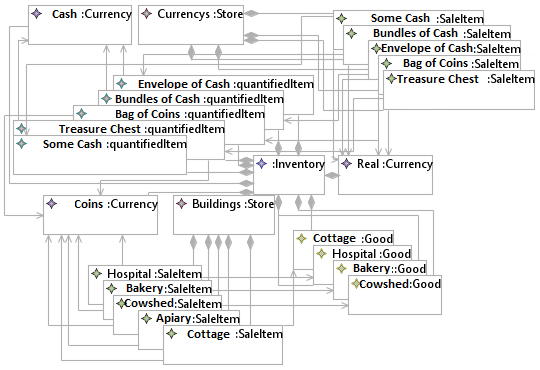 Cash :Currency
Currencys :Store
Some Cash :SaleItem
Bundles of Cash :SaleItem
Envelope of Cash:SaleItem
Bag of Coins :SaleItem
Treasure Chest :SaleItem
Envelope of Cash :quantifiedItem
Bundles of Cash :quantifiedItem
Bag of Coins :quantifiedItem
Treasure Chest :quantifiedItem
Some Cash :quantifiedItem
:Inventory
Real :Currency
Coins :Currency
Buildings :Store
Cottage :Good
Hospital :Good
Bakery::Good
Cowshed:Good
Hospital :SaleItem
Bakery:SaleItem
Cowshed:SaleItem
Apiary:SaleItem
Cottage :SaleItem